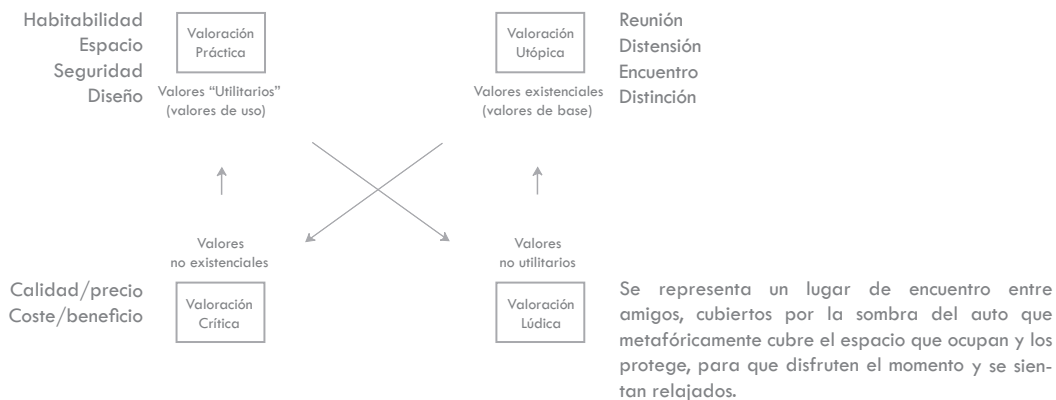 Habitabilidad
Espacio
Seguridad
Diseño
Valoración
Práctica
Valores “Utilitarios”
(valores de uso)
Valoración
Utópica
Valores existenciales
(valores de base)
Reunión
Distensión
Encuentro
Distinción
Valores
no existenciales
Valores
no utilitarios
Calidad/precio
Coste/beneficio
Valoración
Crítica
Valoración
Lúdica
Se representa un lugar de encuentro entre
amigos, cubiertos por la sombra del auto que
metafóricamente cubre el espacio que ocupan y los
protege, para que disfruten el momento y se sien-
tan relajados.